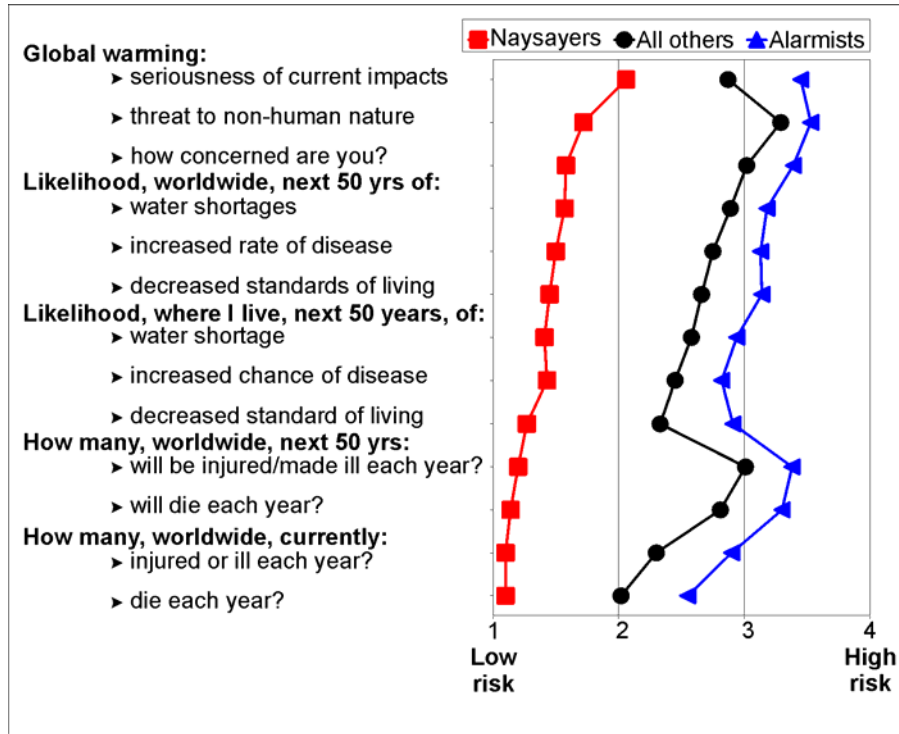 Naysayers All others Alarmists
Global warming:
➤ seriousness of current impacts
➤ threat to non-human nature
➤ how concerned are you?
Likelihood, worldwide, next 50 yrs of:
➤ water shortages
➤ increased rate of disease
➤ decreased standards of living
Likelihood, where I live, next 50 years, of:
➤ water shortage
➤ increased chance of disease
➤ decreased standard of living
How many, worldwide, next 50 yrs:
➤ will be injured/made ill each year?
➤ will die each year?
How many, worldwide, currently:
➤ injured or ill each year?
➤ die each year?
1 2 3 4
Low High
risk risk